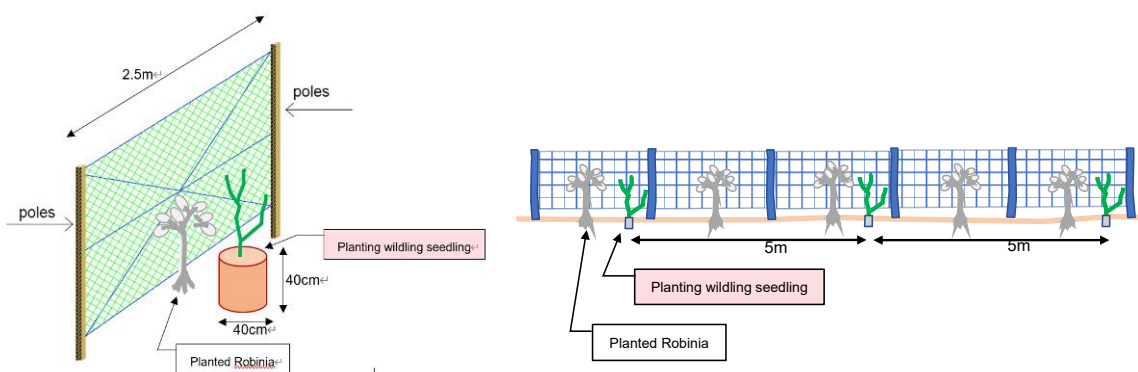 2.5m
poles
poles
Planting wildling seedling
40cm
40cm
Planted Robinia
5m
5m
Planting wildling seedling
Planted Robinia